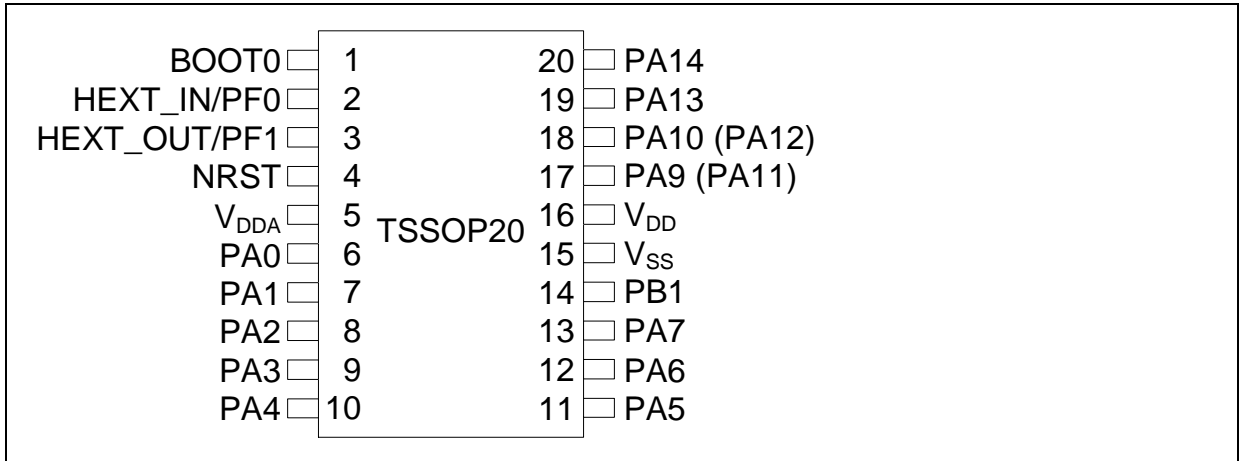 BOOT0 1 20 PA14
HEXT_IN/PF0 2 19 PA13
HEXT_OUT/PF1 3 18 PA10 (PA12)
NRST 4 17 PA9 (PA11)
VDDA 5 TSSOP20 16 VDD
PA0 6 15 VSS
PA1 7 14 PB1
PA2 8 13 PA7
PA3 9 12 PA6
PA4 10 11 PA5